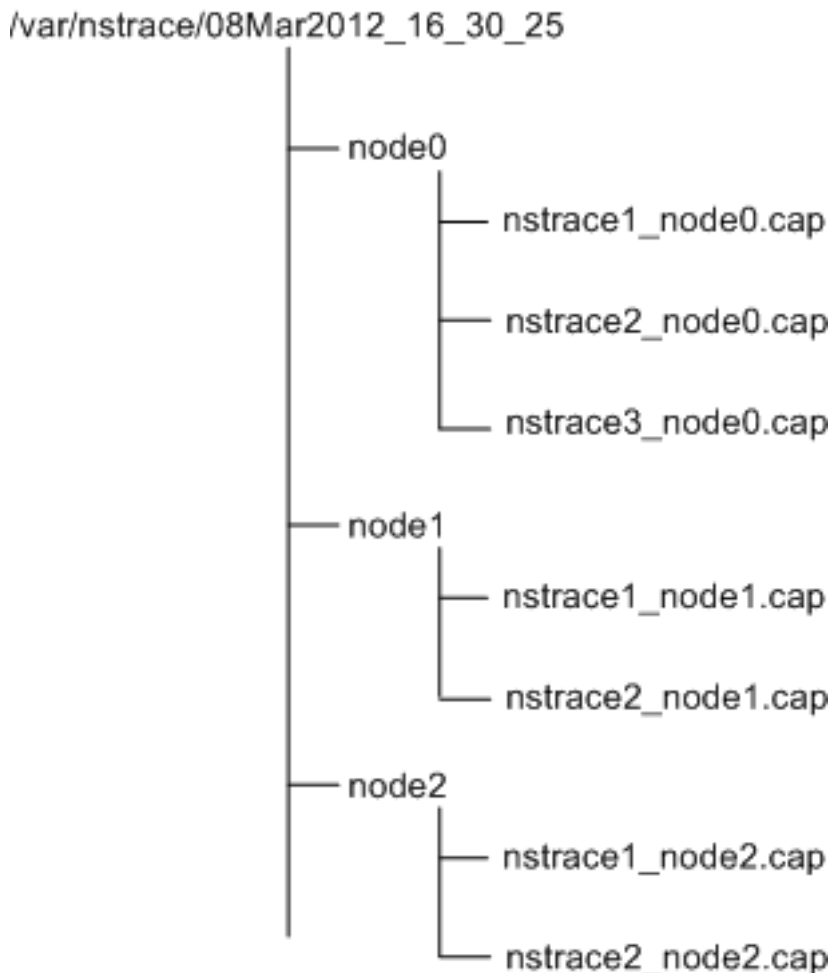 /var/nstrace/08Mar2012_16_30_25
node0
nstrace1_node0.cap
nstrace2_node0.cap
nstrace3_node0.cap
node1
nstrace1_node1.cap
nstrace2_node1.cap
node2
nstrace1_node2.cap
nstrace2_node2.cap